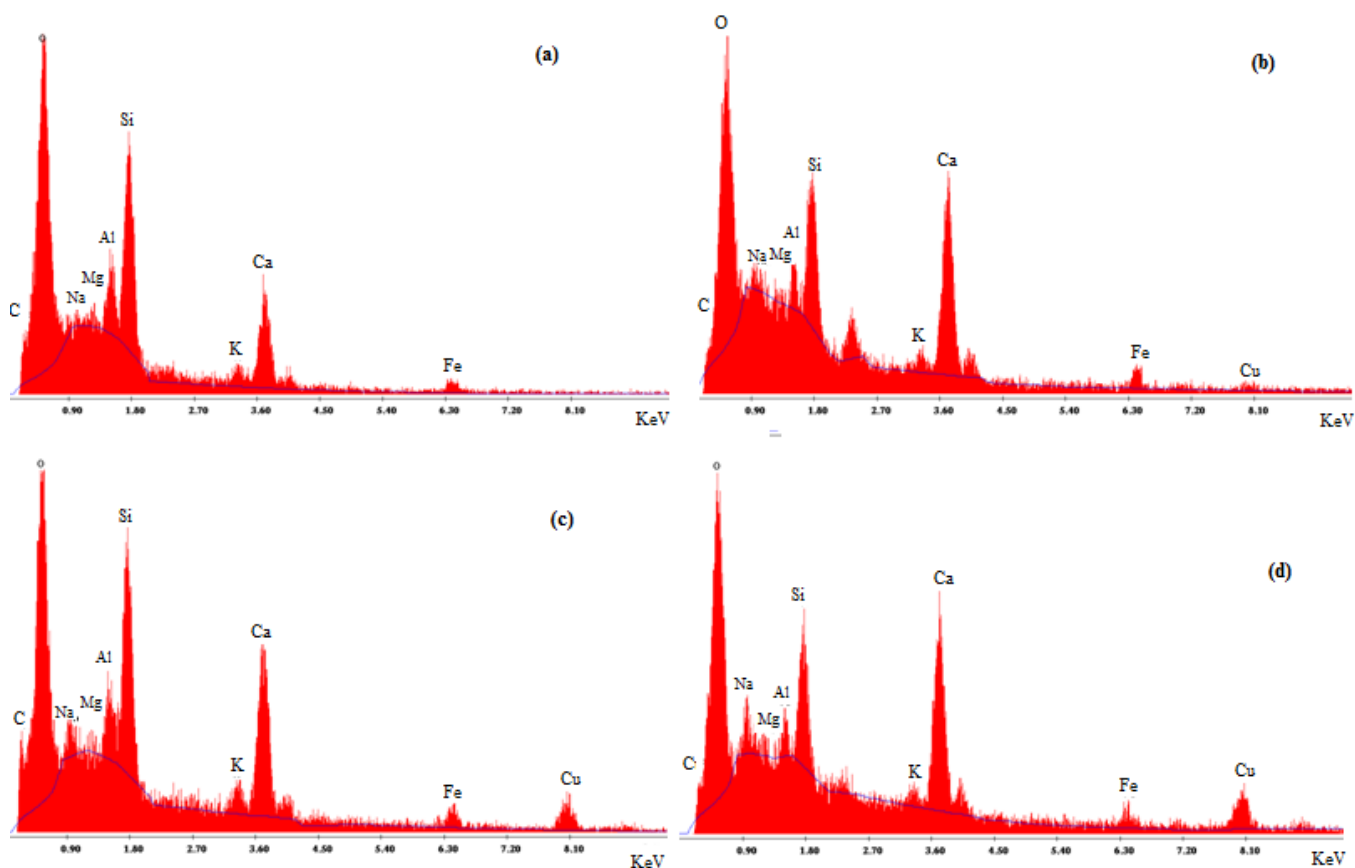 O
(a)
Si
Al
Mg
Na
C
Ca
K
Fe
0.90 1.80 2.70 3.60 4.50 5.40 6.30 7.20 8.10
KeV
O
(b)
Si
Ca
Al
Na
Mg
C
K
Fe
Cu
0.90 1.80 2.70 3.60 4.50 5.40 6.30 7.20 8.10
KeV
O
(c)
Si
Ca
Al
Mg
Na
C
K
Fe
Cu
0.90 1.80 2.70 3.60 4.50 5.40 6.30 7.20 8.10
KeV
O
(d)
Ca
Si
Na
Al
Mg
C
K
Fe
Cu
0.90 1.80 2.70 3.60 4.50 5.40 6.30 7.20 8.10
KeV